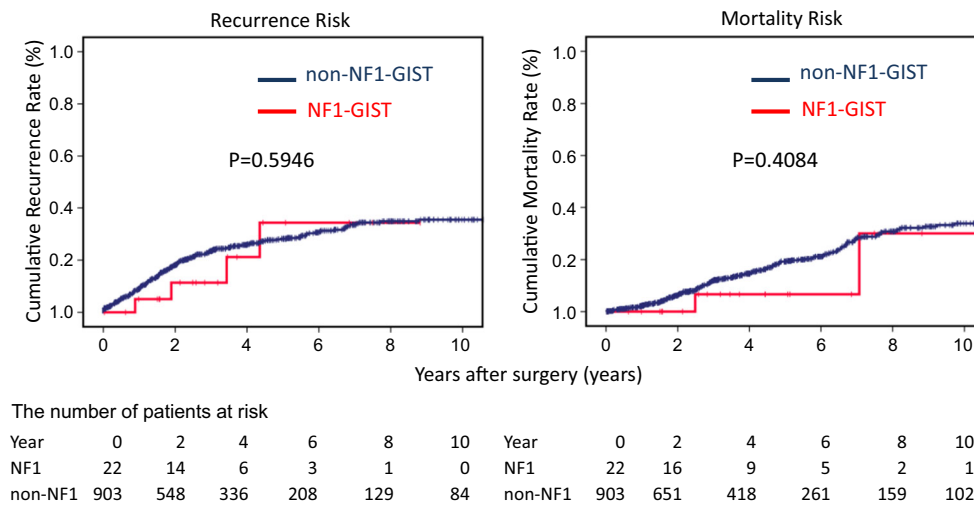 Recurrence Risk
Cumulative Recurrence Rate (%)
1.0
0.8
0.6
0.4
0.2
1.0
non-NF1-GIST
NF1-GIST
P=0.5946
0 2 4 6 8 10
Mortality Risk
Cumulative Mortality Rate (%)
1.0
0.8
0.6
0.4
0.2
1.0
non-NF1-GIST
NF1-GIST
P=0.4084
0 2 4 6 8 10
Years after surgery (years)
The number of patients at risk
Year 0 2 4 6 8 10
NF1 22 14 6 3 1 0
non-NF1 903 548 336 208 129 84
Year 0 2 4 6 8 10
NF1 22 16 9 5 2 1
non-NF1 903 651 418 261 159 102